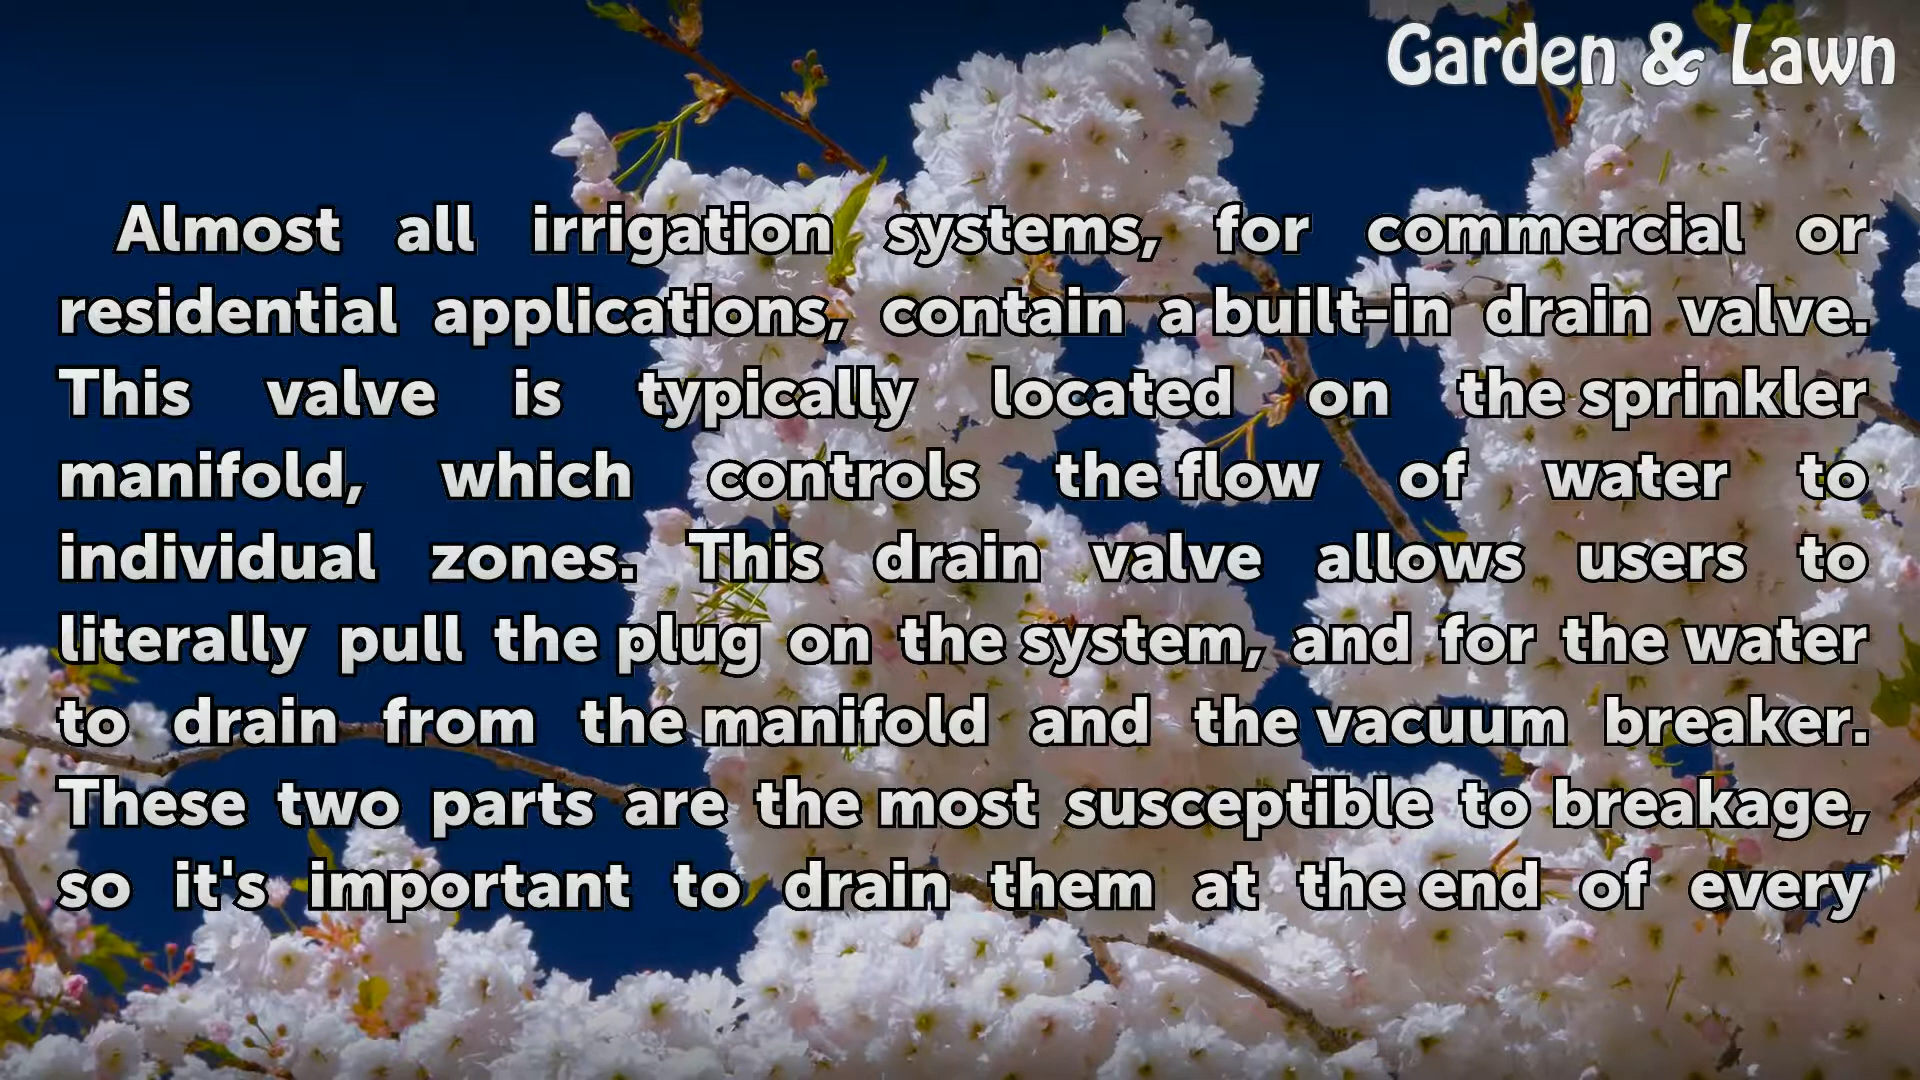 Garden & Lawn
Almost all irrigation systems, for commercial or
residential applications, contain a built-in drain valve.
This valve is typically located on the sprinkler
manifold, which controls the flow of water to
individual zones. This drain valve allows users to
literally pull the plug on the system, and for the water
to drain from the manifold and the vacuum breaker.
These two parts are the most susceptible to breakage,
so it's important to drain them at the end of every